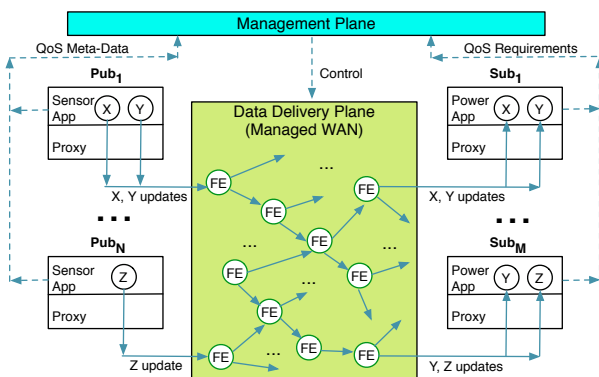 Management Plane
QoS Meta-Data
QoS Requirements
Control
Pub1
Sensor
App
X
Y
Proxy
X, Y updates
...
PubN
Sensor
App
Z
Proxy
Z update
Data Delivery Plane
(Managed WAN)
...
FE
FE
FE
FE
...
FE
FE
...
FE
...
FE
FE
FE
Sub1
Power
App
X
Y
Proxy
X, Y updates
...
SubM
Power
App
Y
Z
Proxy
Y, Z updates